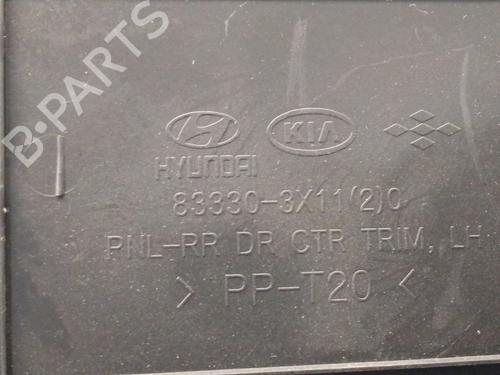 B-PARTS
HYUNDAI
KIA
83330-3X11(2)0
PNL-RR DR CTR TRIM, LH
> PP-T20 <